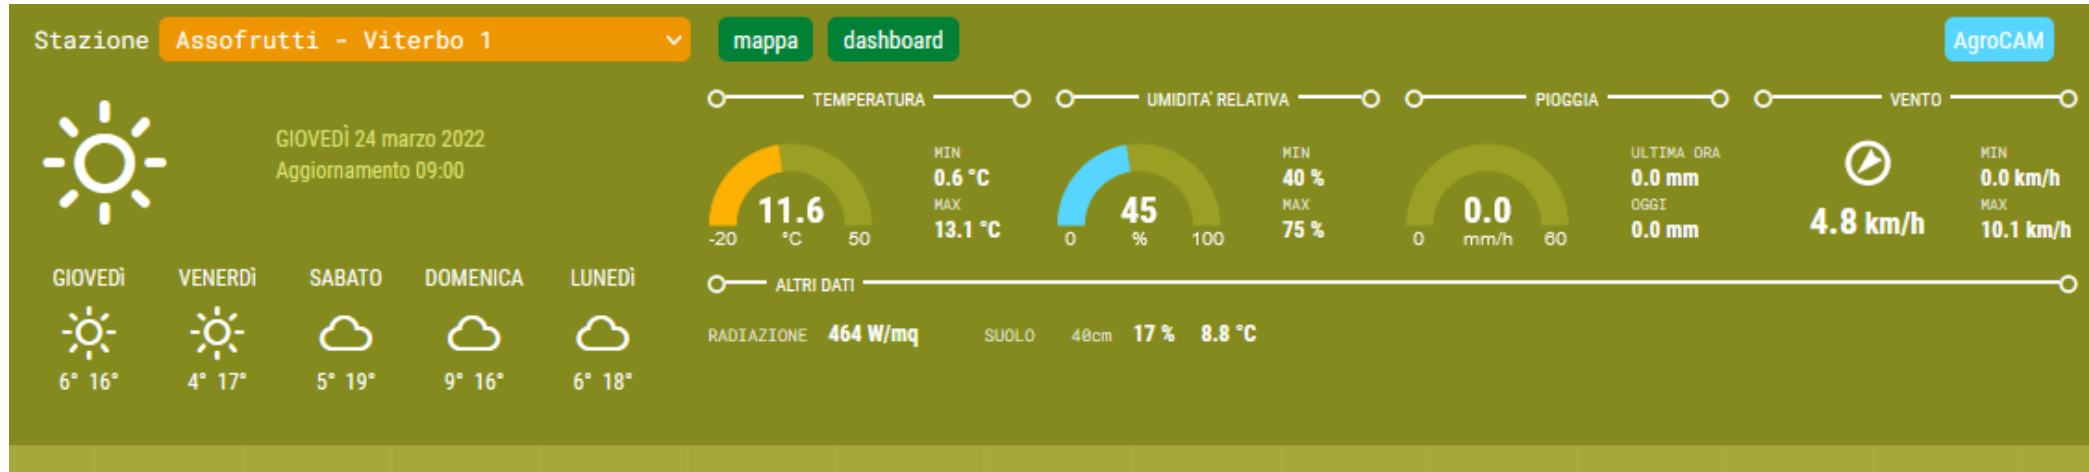 Stazione Assofrutti - Viterbo 1 mappa dashboard AgroCAM
GIOVEDÌ 24 marzo 2022
Aggiornamento 09:00
GIOVEDì VENERDì SABATO DOMENICA LUNEDì
6° 16° 4° 17° 5° 19° 9° 16° 6° 18°
TEMPERATURA
11.6
°C
-20 50
MIN
0.6 °C
MAX
13.1 °C
UMIDITA' RELATIVA
45
%
0 100
MIN
40 %
MAX
75 %
PIOGGIA
0.0
mm/h
0 60
ULTIMA ORA
0.0 mm
OGGI
0.0 mm
VENTO
4.8 km/h
MIN
0.0 km/h
MAX
10.1 km/h
ALTRI DATI
RADIAZIONE 464 W/mq SUOLO 40cm 17 % 8.8 °C